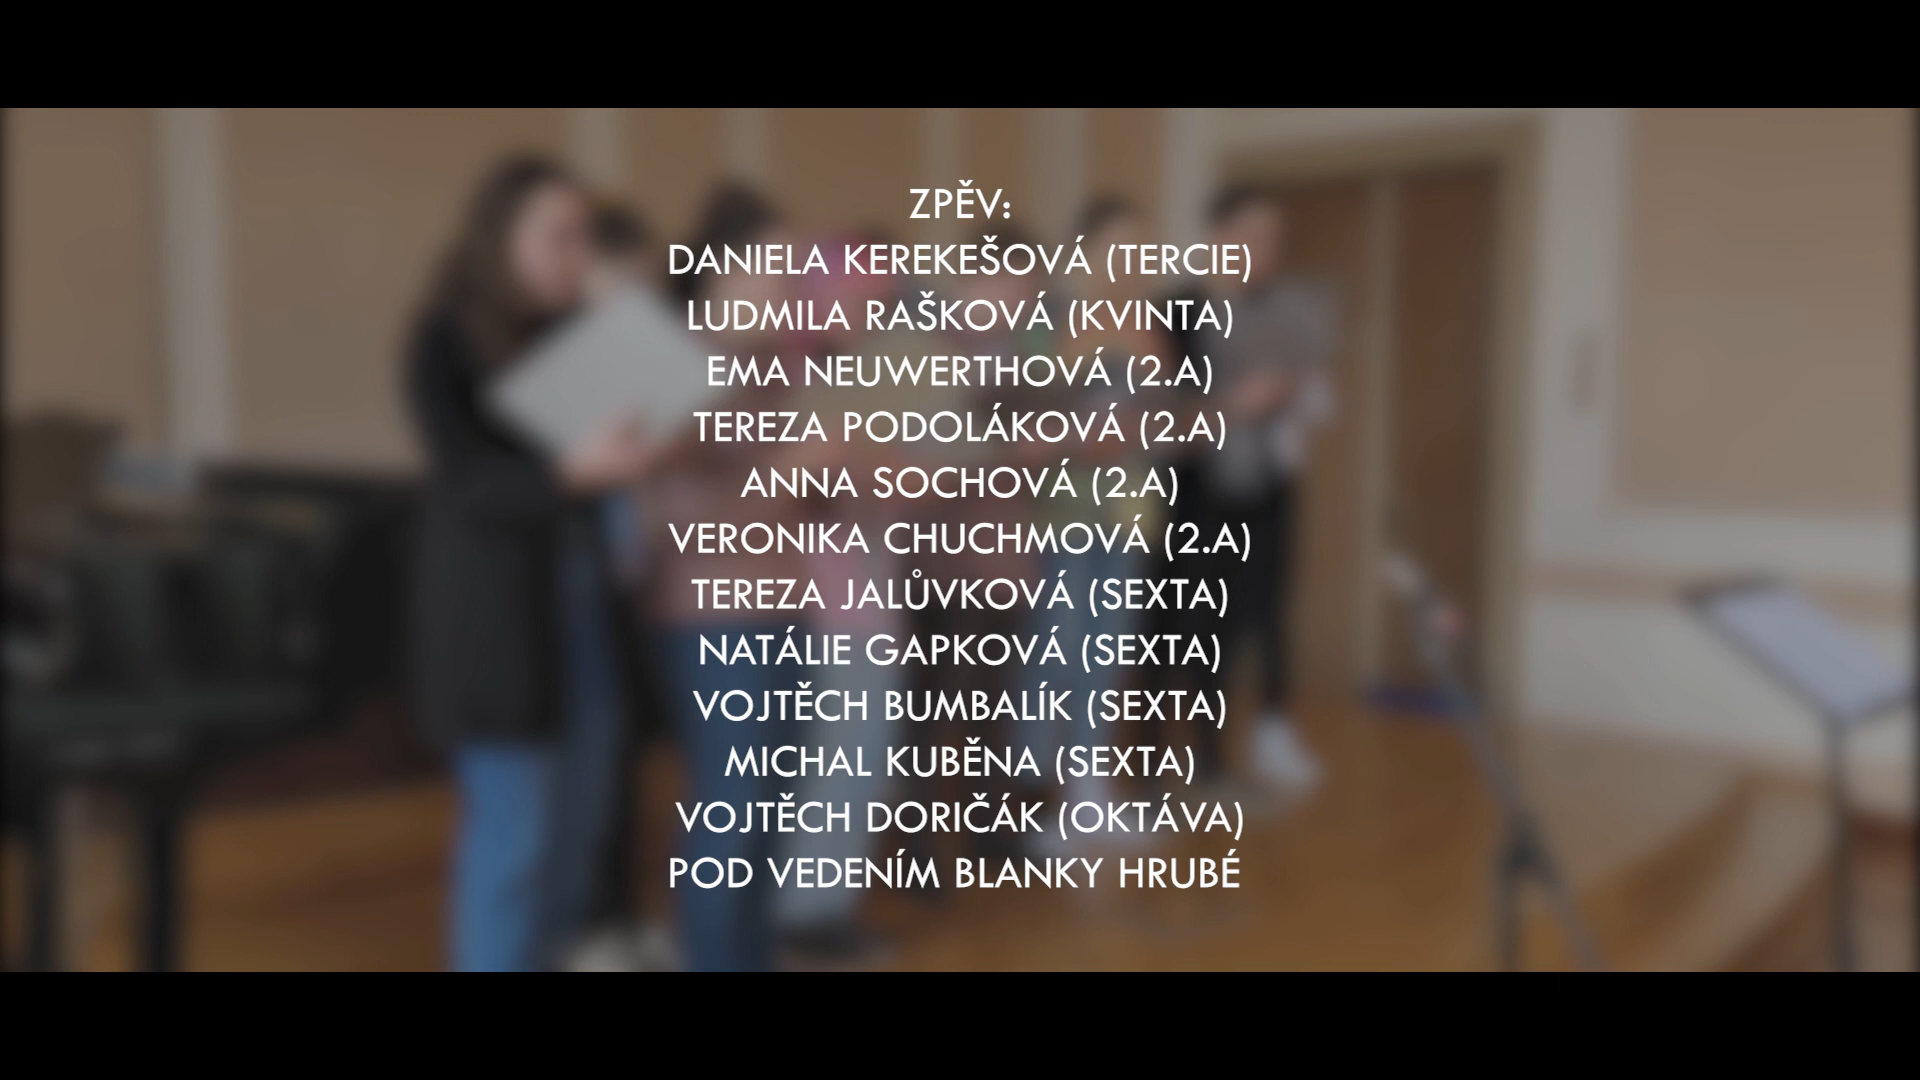 ZPĚV:
DANIELA KEREKEŠOVÁ (TERCIE)
LUDMILA RAŠKOVÁ (KVINTA)
EMA NEUWERTHOVÁ (2.A)
TEREZA PODOLÁKOVÁ (2.A)
ANNA SOCHOVÁ (2.A)
VERONIKA CHUCHMOVÁ (2.A)
TEREZA JALŮVKOVÁ (SEXTA)
NATÁLIE GAPKOVÁ (SEXTA)
VOJTĚCH BUMBALÍK (SEXTA)
MICHAL KUBĚNA (SEXTA)
VOJTĚCH DORIČÁK (OKTÁVA)
POD VEDENÍM BLANKY HRUBÉ